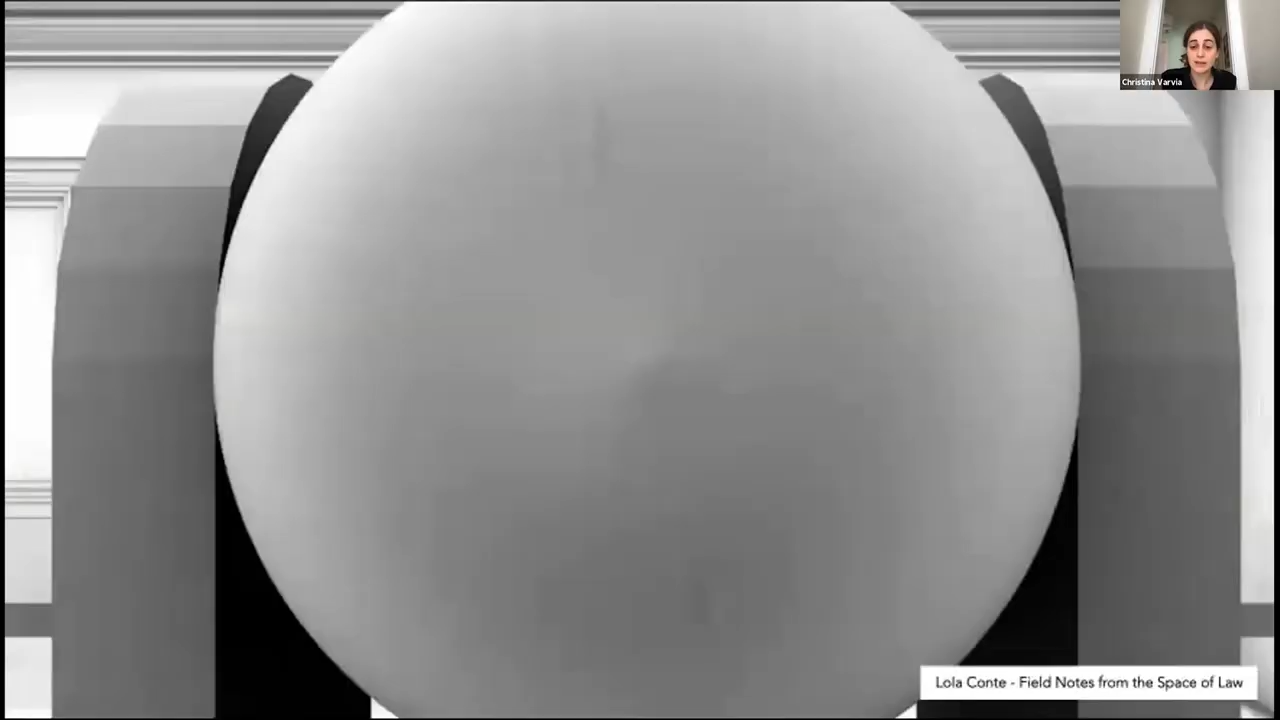 Christina Varvia
Lola Conte - Field Notes from the Space of Law